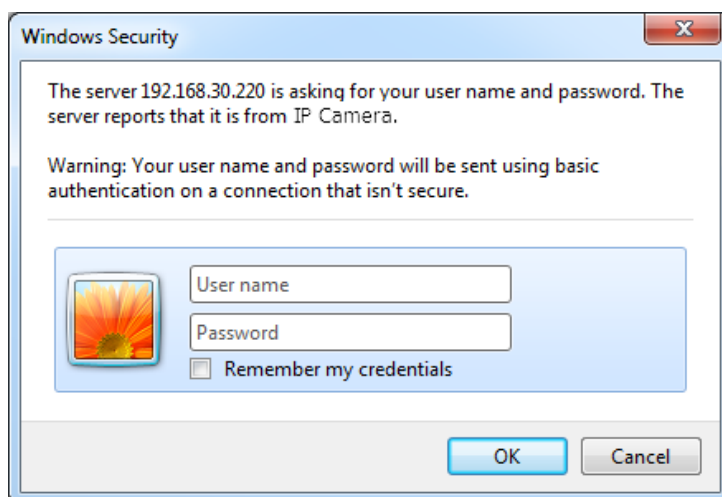 Windows Security
The server 192.168.30.220 is asking for your user name and password. The
server reports that it is from IP Camera.
Warning: Your user name and password will be sent using basic
authentication on a connection that isn't secure.
User name
Password
Remember my credentials
OK Cancel